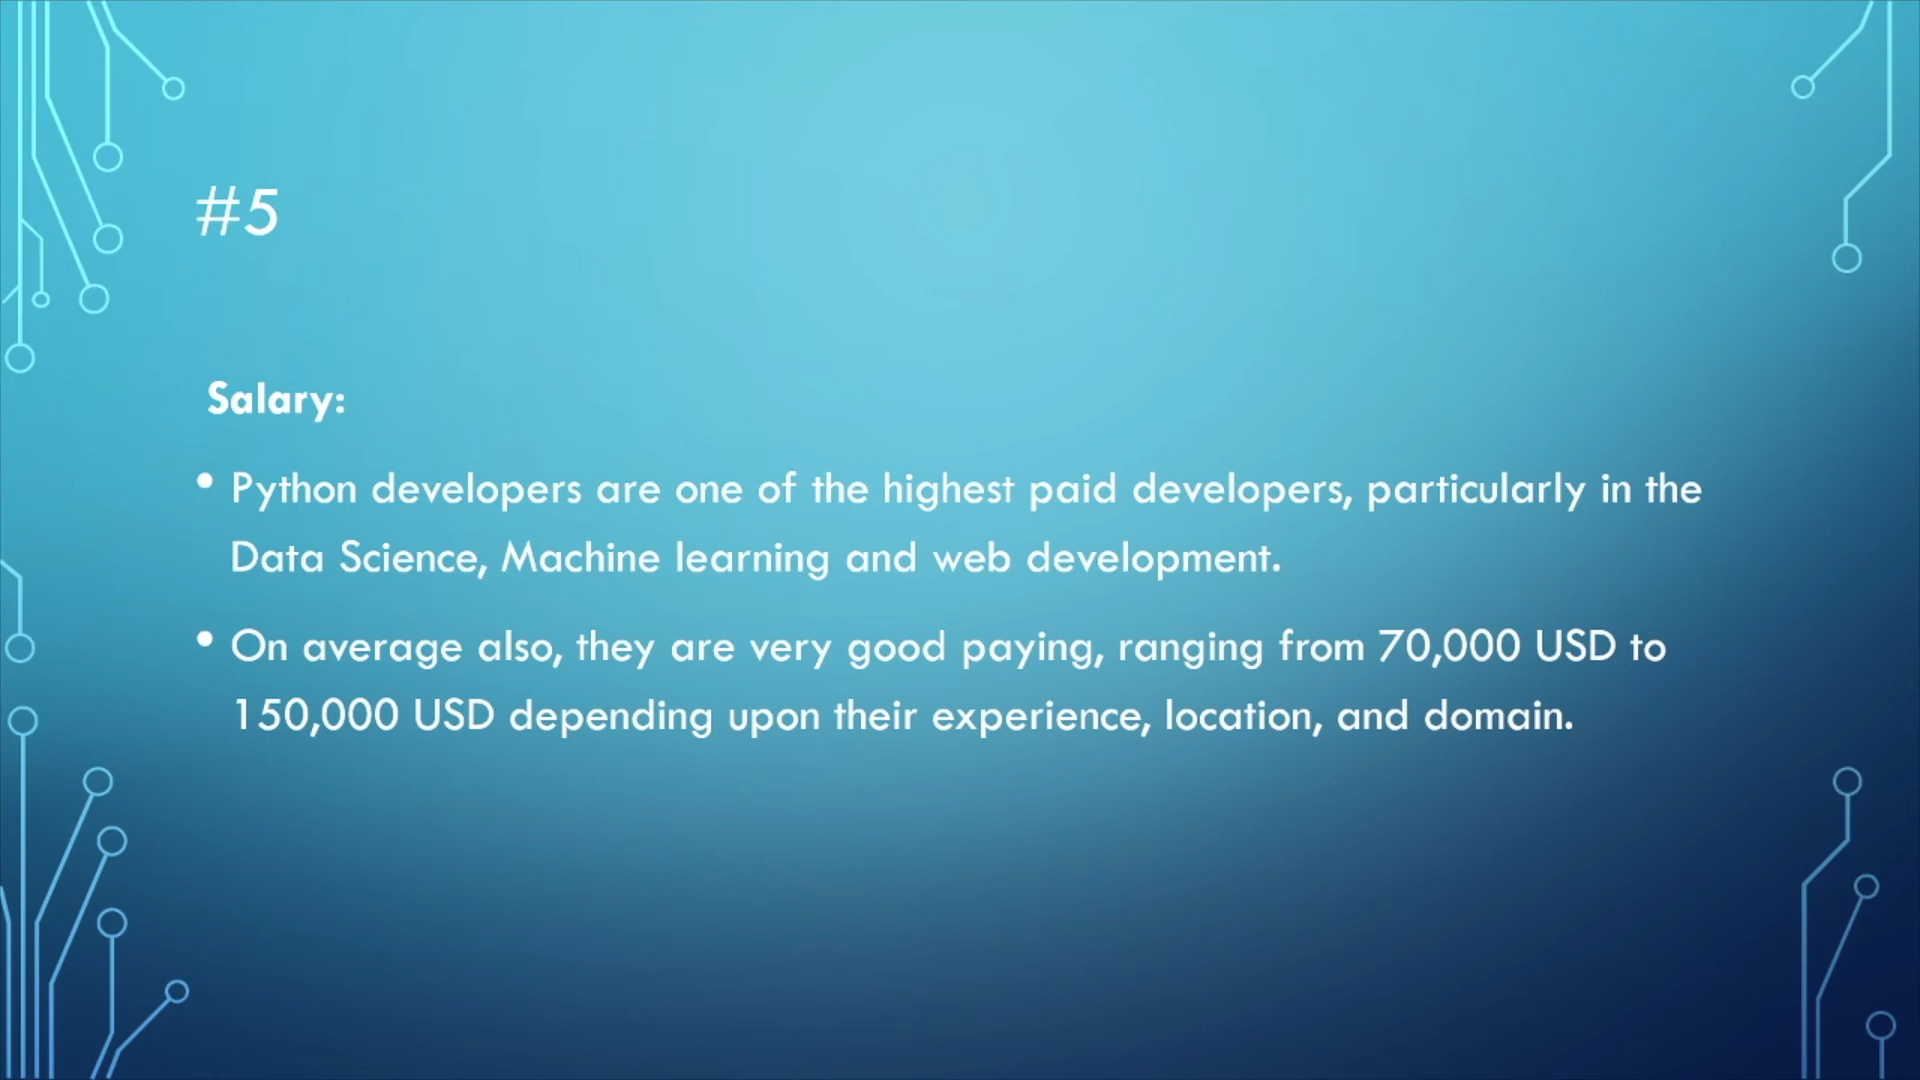 #5
Salary:
• Python developers are one of the highest paid developers, particularly in the
Data Science, Machine learning and web development.
• On average also, they are very good paying, ranging from 70,000 USD to
150,000 USD depending upon their experience, location, and domain.